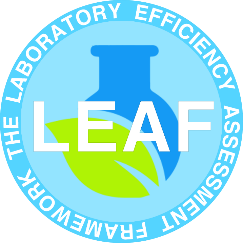 THE LABORATORY EFFICIENCY ASSESSMENT FRAMEWORK
LEAF